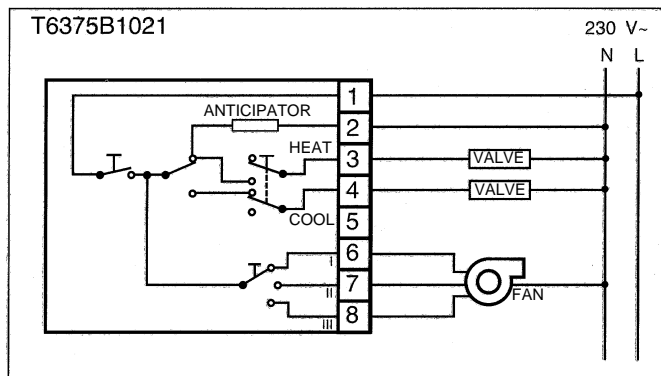 T6375B1021
230 V~
N L
1
ANTICIPATOR
2
HEAT
3
VALVE
4
VALVE
COOL
5
I
6
II
7
FAN
III
8